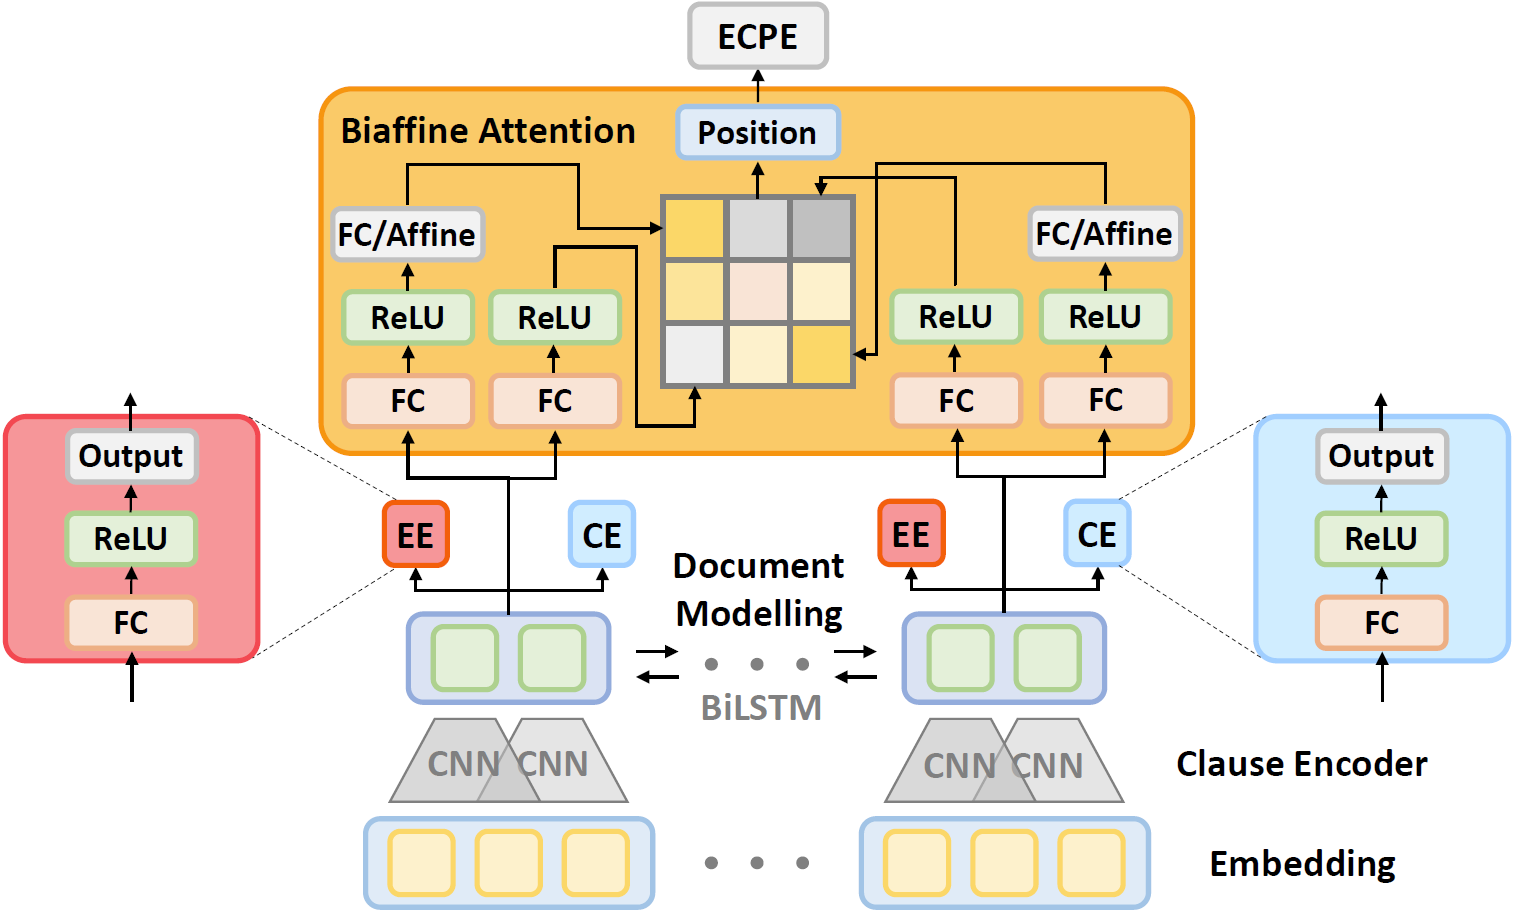 ECPE
Biaffine Attention
Position
FC/Affine
FC/Affine
ReLU
ReLU
ReLU
ReLU
FC
FC
FC
FC
Output
ReLU
FC
Output
ReLU
FC
EE
CE
EE
CE
Document
Modelling
BiLSTM
CNN
CNN
CNN
CNN
Clause Encoder
Embedding